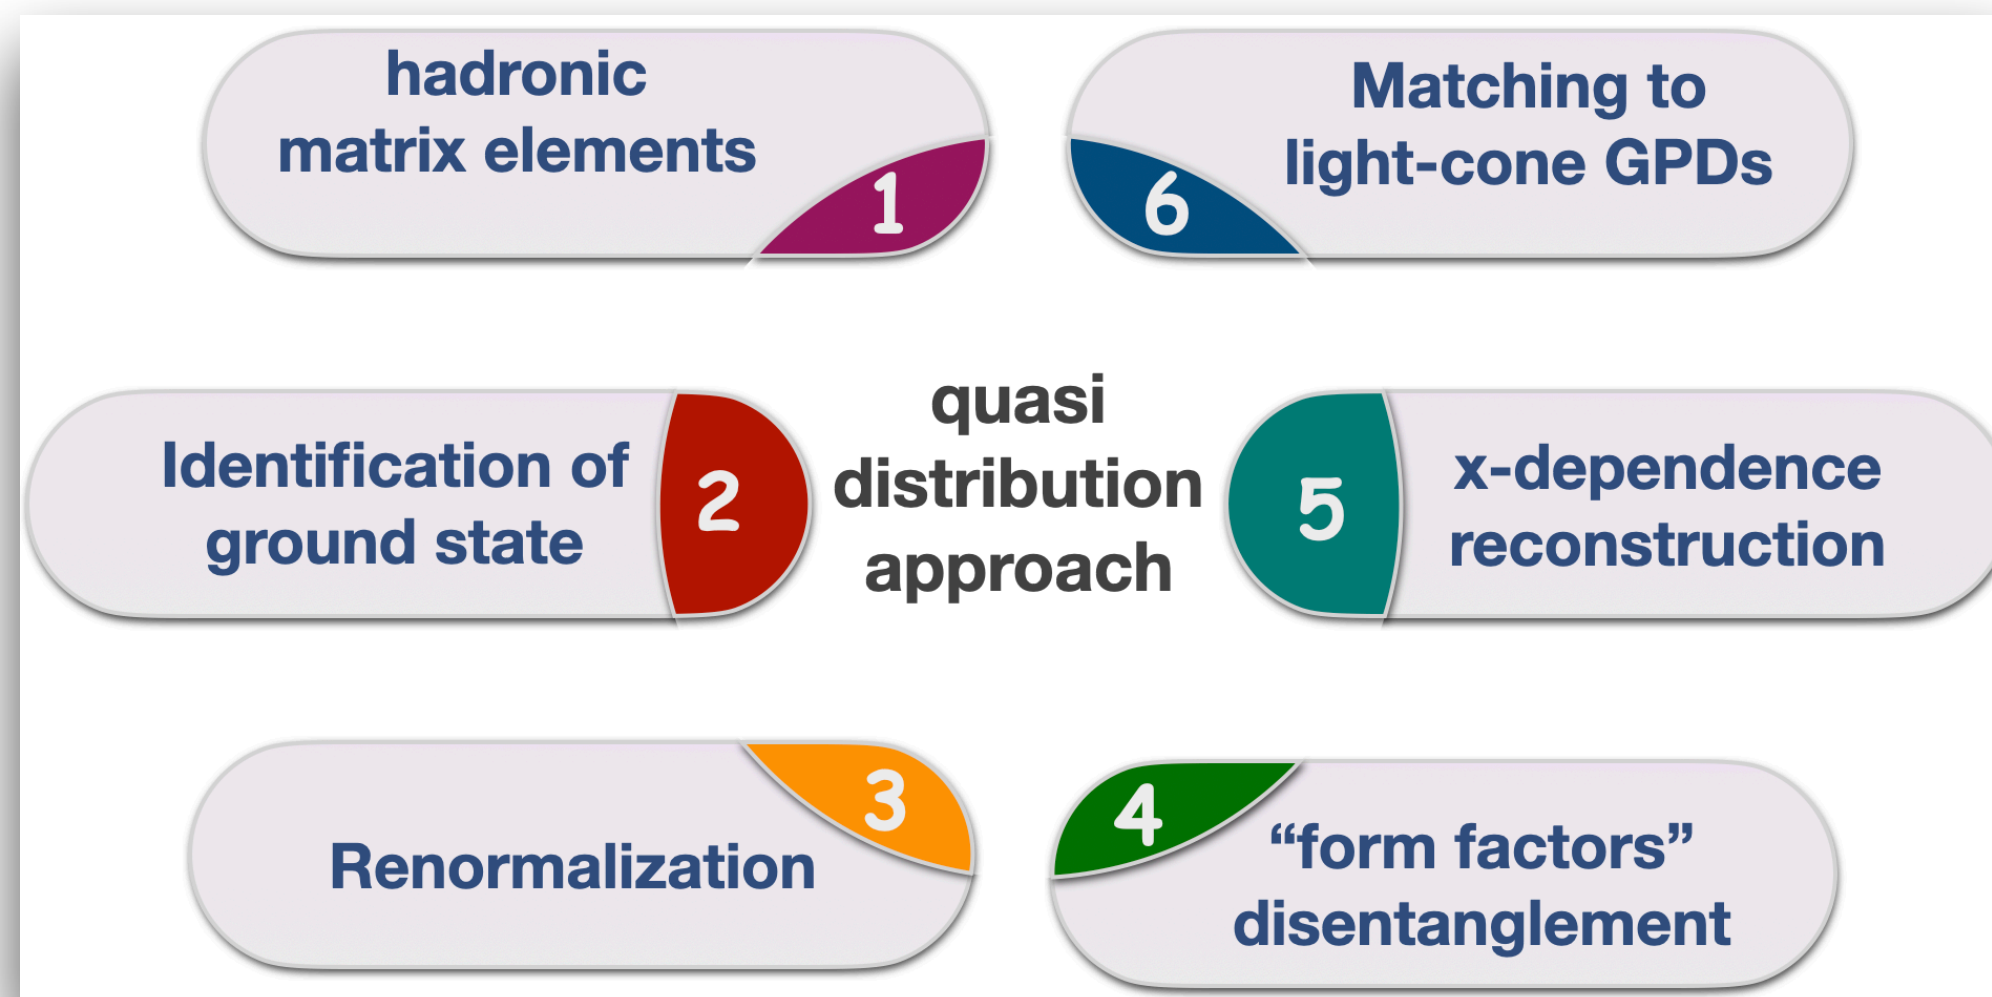 hadronic
matrix elements
1
Identification of
ground state
2
Renormalization
3
quasi
distribution
approach
4
“form factors”
disentanglement
5
x-dependence
reconstruction
6
Matching to
light-cone GPDs